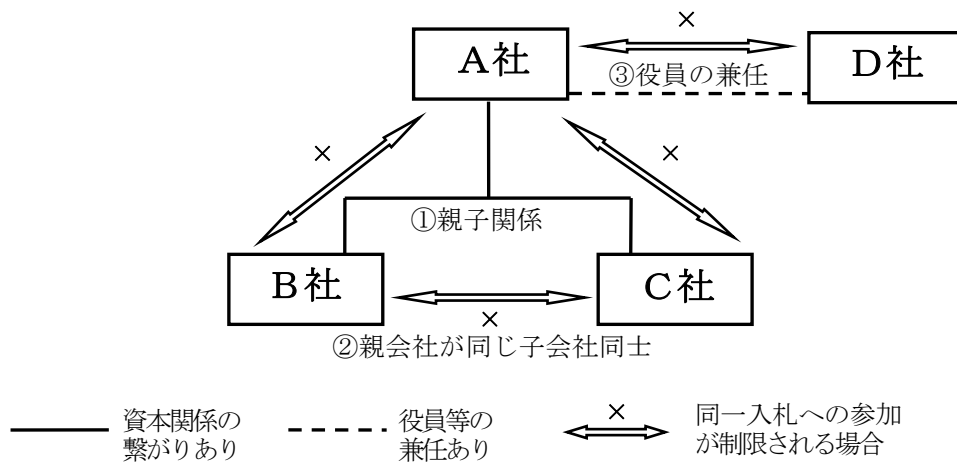 ×
A社
D社
③役員の兼任
×
×
①親子関係
B社
C社
×
②親会社が同じ子会社同士
資本関係の
繋がりあり
役員等の
兼任あり
×
同一入札への参加
が制限される場合